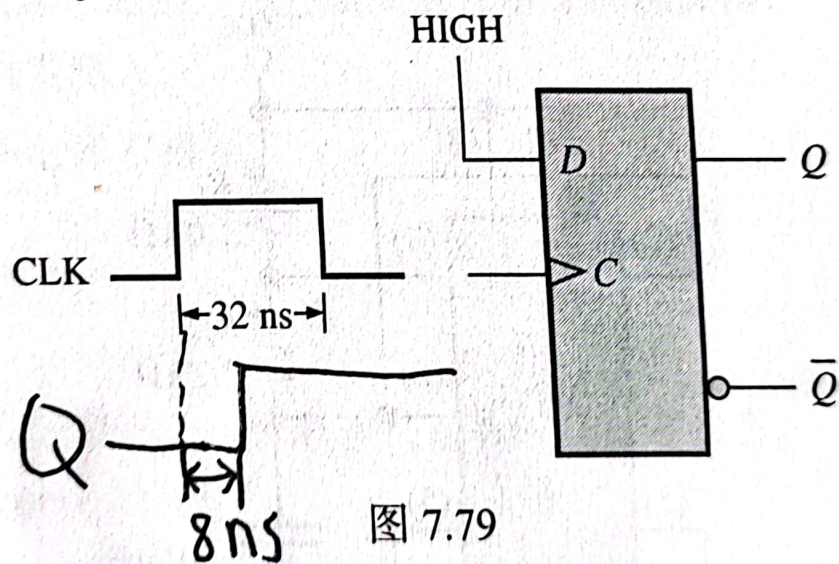 HIGH
D
Q
CLK
C
32 ns
Q̅
Q
8ns
图 7.79